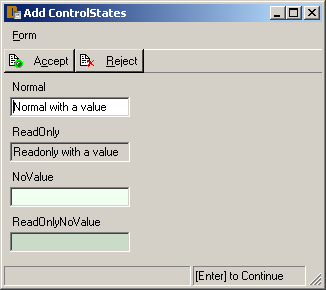 Add ControlStates
Form
Accept Reject
Normal
Normal with a value
ReadOnly
Readonly with a value
NoValue
ReadOnlyNoValue
[Enter] to Continue